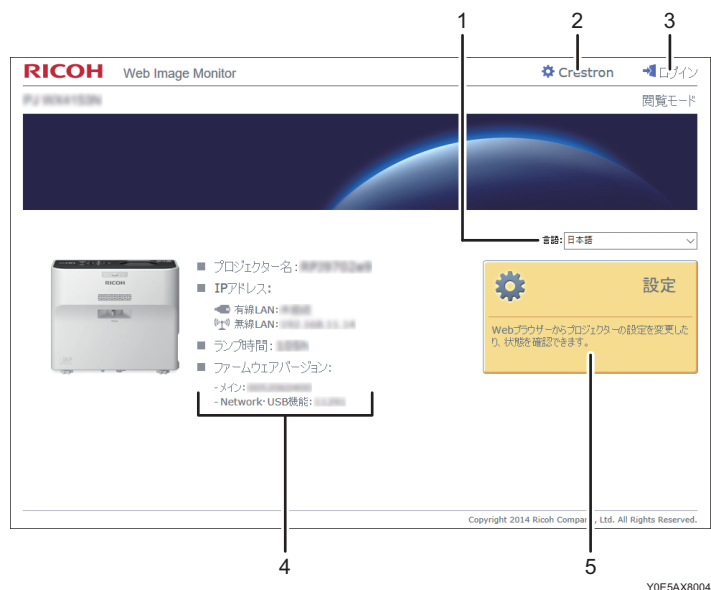 1 2 3
RICOH Web Image Monitor Crestron ログイン
閲覧モード
言語: 日本語
プロジェクター名:
IPアドレス:
有線LAN:
無線LAN:
ランプ時間:
ファームウェアバージョン:
-メイン:
- Network・USB機能:
RICOH
設定
Webブラウザーからプロジェクターの設定を変更した
り、状態を確認できます。
Copyright 2014 Ricoh Company, Ltd. All Rights Reserved.
4 5
Y0E5AX8004